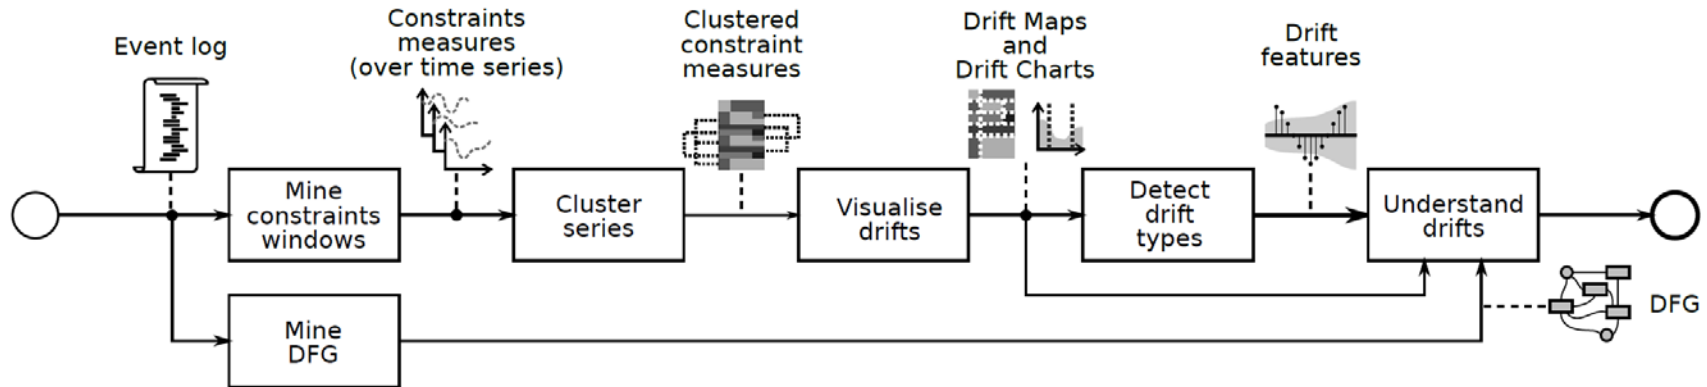 Event log
Constraints
measures
(over time series)
Clustered
constraint
measures
Drift Maps
and
Drift Charts
Drift
features
Mine
constraints
windows
Cluster
series
Visualise
drifts
Detect
drift
types
Understand
drifts
Mine
DFG
DFG